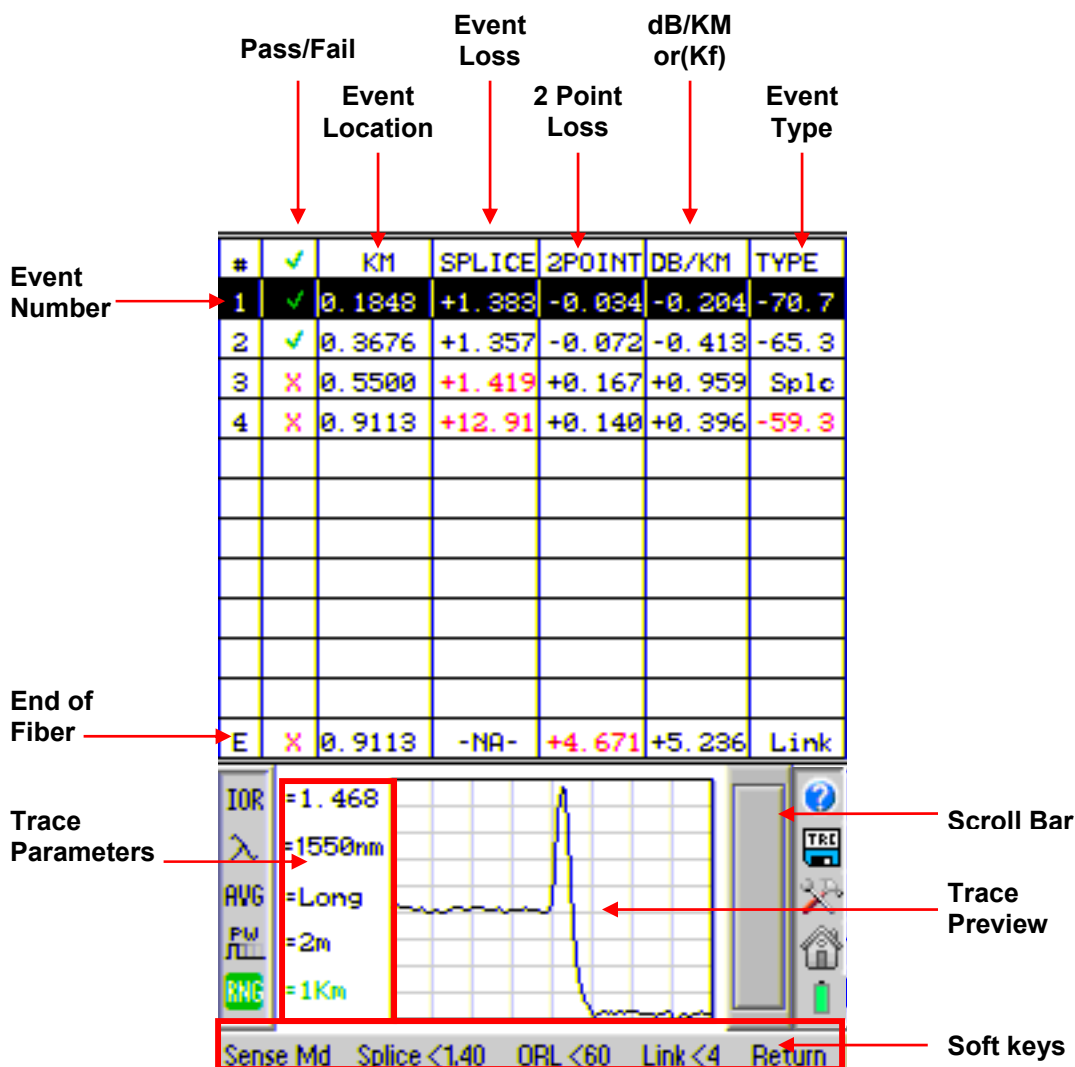 Pass/Fail
Event
Loss
dB/KM
or(Kf)
Event
Location
2 Point
Loss
Event
Type
Event
Number
# ✓ KM SPLICE 2POINT DB/KM TYPE
1 ✓ 0.1848 +1.383 -0.034 -0.204 -70.7
2 ✓ 0.3676 +1.357 -0.072 -0.413 -65.3
3 X 0.5500 +1.419 +0.167 +0.959 Splc
4 X 0.9113 +12.91 +0.140 +0.396 -59.3
End of
Fiber
E X 0.9113 -NA- +4.671 +5.236 Link
Trace
Parameters
IOR =1.468
λ =1550nm
AVG =Long
PW =2m
RNG =1Km
TRC
Scroll Bar
Trace
Preview
Sense Md Splice <1.40 ORL <60 Link <4 Return
Soft keys